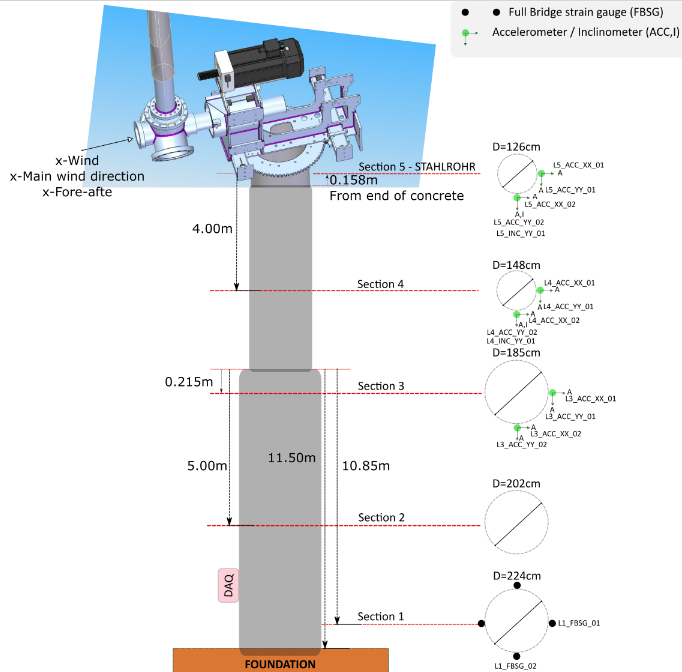 Full Bridge strain gauge (FBSG)
Accelerometer / Inclinometer (ACC,I)
x-Wind
x-Main wind direction
x-Fore-afte
Section 5 - STAHLROHR
0.158m
From end of concrete
4.00m
D=126cm
L5_ACC_XX_01
A
A
L5_ACC_YY_01
A
L5_ACC_XX_02
A,I
L5_ACC_YY_02
L5_INC_YY_01
Section 4
D=148cm
L4_ACC_XX_01
A
A
L4_ACC_YY_01
A
L4_ACC_XX_02
A,I
L4_ACC_YY_02
L4_INC_YY_01
0.215m
Section 3
D=185cm
A
L3_ACC_XX_01
A
L3_ACC_YY_01
A
L3_ACC_XX_02
A
L3_ACC_YY_02
5.00m
11.50m
10.85m
Section 2
D=202cm
DAQ
Section 1
D=224cm
L1_FBSG_01
L1_FBSG_02
FOUNDATION